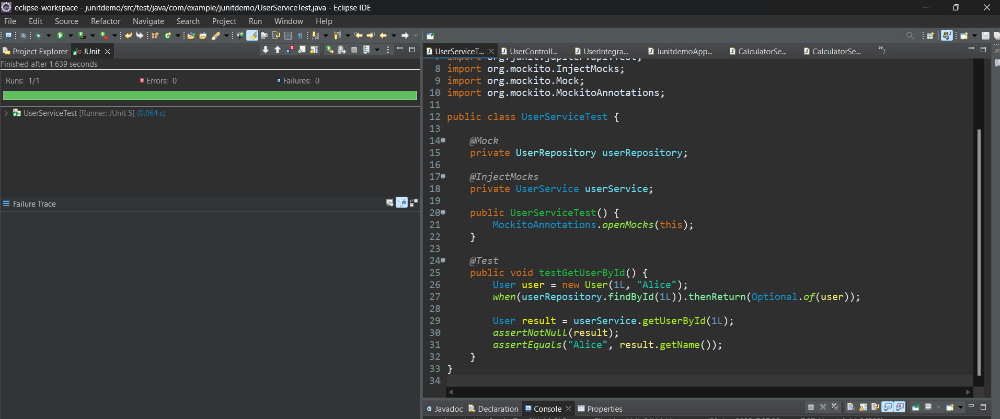 eclipse-workspace - junitdemo/src/test/java/com/example/junitdemo/UserServiceTest.java - Eclipse IDE
File Edit Source Refactor Navigate Search Project Run Window Help
Project Explorer JUnit
Finished after 1.639 seconds
Runs: 1/1 Errors: 0 Failures: 0
UserServiceTest [Runner: JUnit 5] (0.064 s)
Failure Trace
UserServiceT... UserControll... UserIntegra... JunitdemoApp... CalculatorSe... CalculatorSe... »7
7 import org.junit.jupiter.api.Test;
8 import org.mockito.InjectMocks;
9 import org.mockito.Mock;
10 import org.mockito.MockitoAnnotations;
11
12 public class UserServiceTest {
13
14 @Mock
15 private UserRepository userRepository;
16
17 @InjectMocks
18 private UserService userService;
19
20 public UserServiceTest() {
21 MockitoAnnotations.openMocks(this);
22 }
23
24 @Test
25 public void testGetUserById() {
26 User user = new User(1L, "Alice");
27 when(userRepository.findById(1L)).thenReturn(Optional.of(user));
28
29 User result = userService.getUserById(1L);
30 assertNotNull(result);
31 assertEquals("Alice", result.getName());
32 }
33 }
34
@ Javadoc Declaration Console Properties